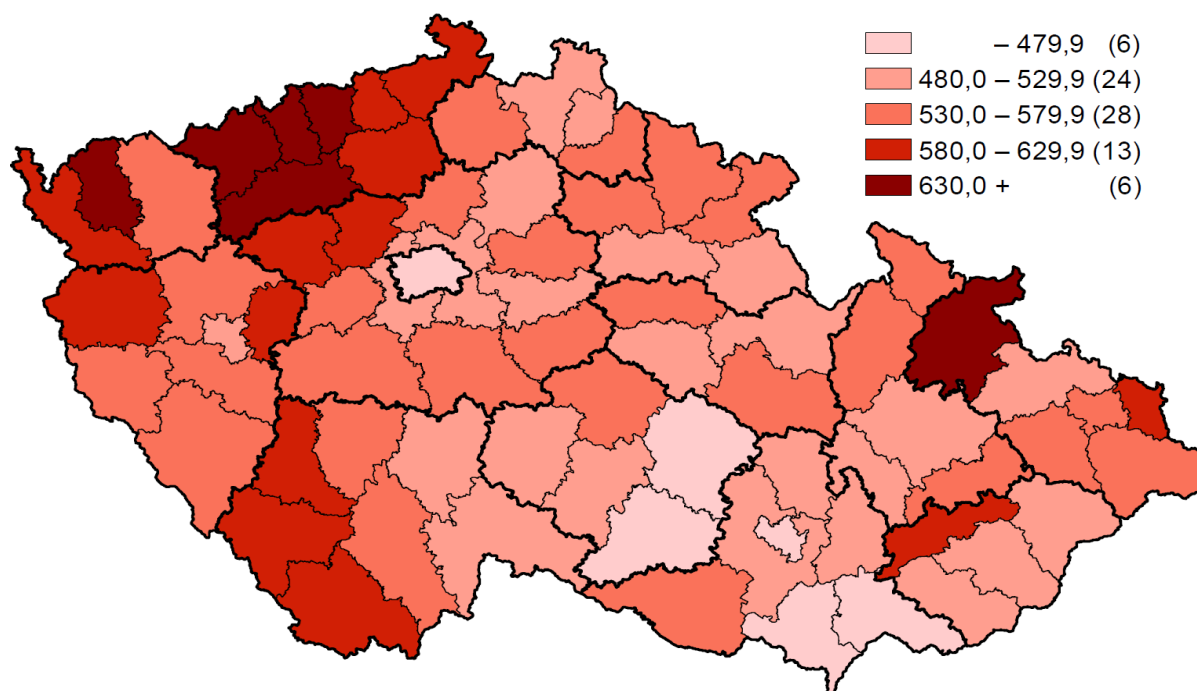 – 479,9 (6)
480,0 – 529,9 (24)
530,0 – 579,9 (28)
580,0 – 629,9 (13)
630,0 + (6)